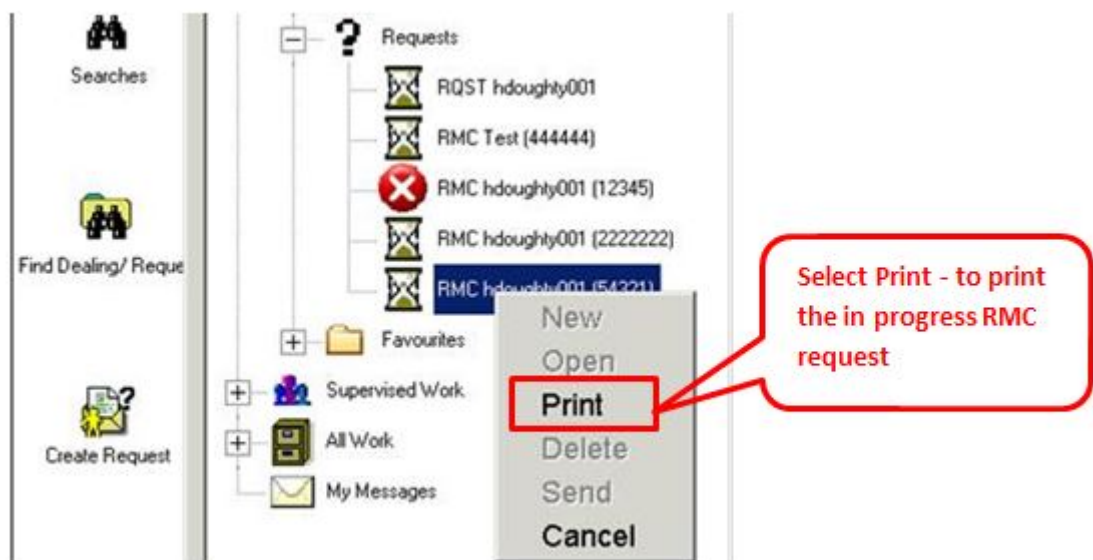 Searches
Find Dealing/ Reque
Create Request
Requests
RQST hdoughty001
RMC Test (444444)
RMC hdoughty001 (12345)
RMC hdoughty001 (2222222)
RMC hdoughty001 (54321)
Favourites
Supervised Work
All Work
My Messages
New
Open
Print
Delete
Send
Cancel
Select Print - to print
the in progress RMC
request